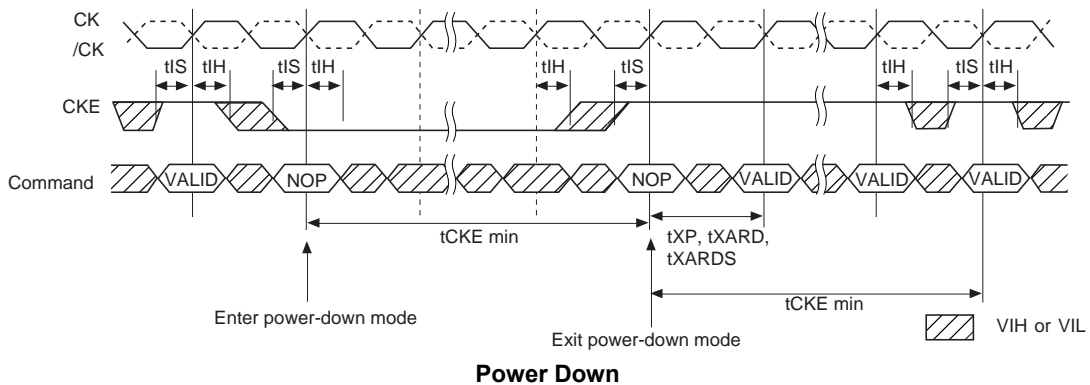 CK
/CK
tIS tIH tIS tIH tIH tIS tIH tIS tIH
CKE
Command VALID NOP NOP VALID VALID VALID
tCKE min
tXP, tXARD,
tXARDS
tCKE min
Enter power-down mode
Exit power-down mode
VIH or VIL
Power Down